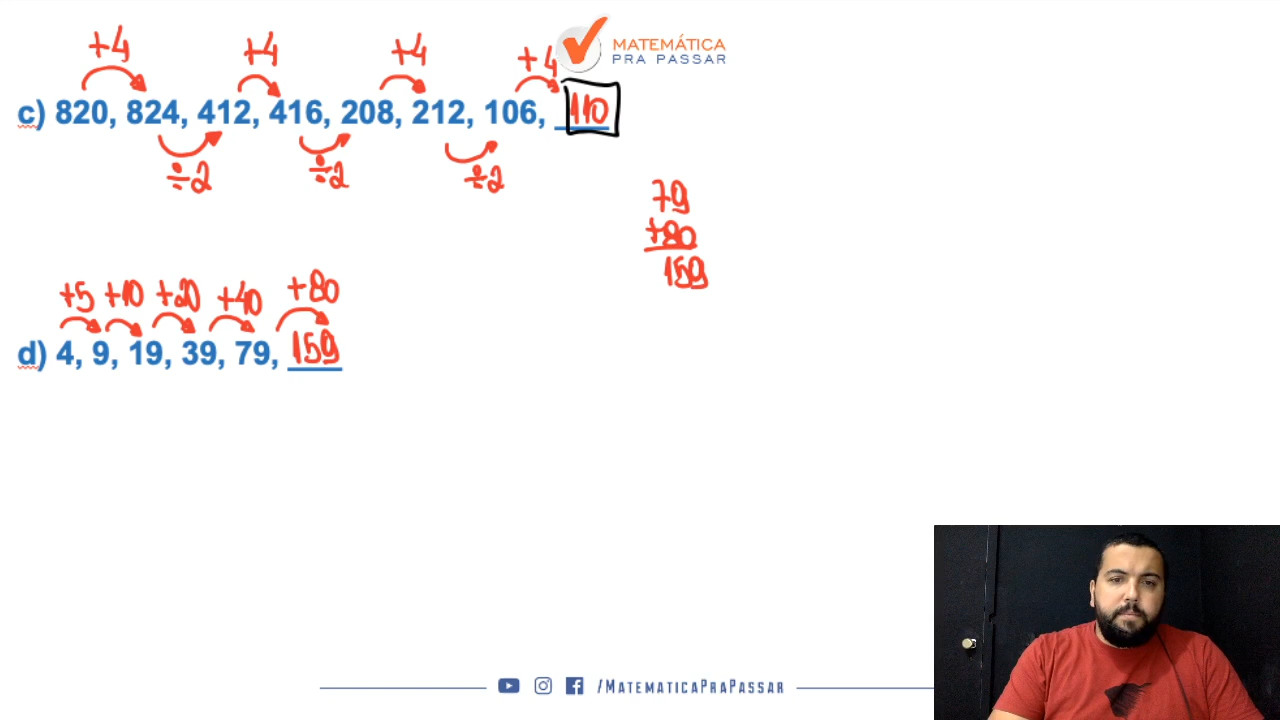 +4 +4 +4 +4
MATEMÁTICA
PRA PASSAR
c) 820, 824, 412, 416, 208, 212, 106, 110
÷2 ÷2 ÷2
79
+80
159
+5 +10 +20 +40 +80
d) 4, 9, 19, 39, 79, 159
/MATEMATICAPRAPASSAR